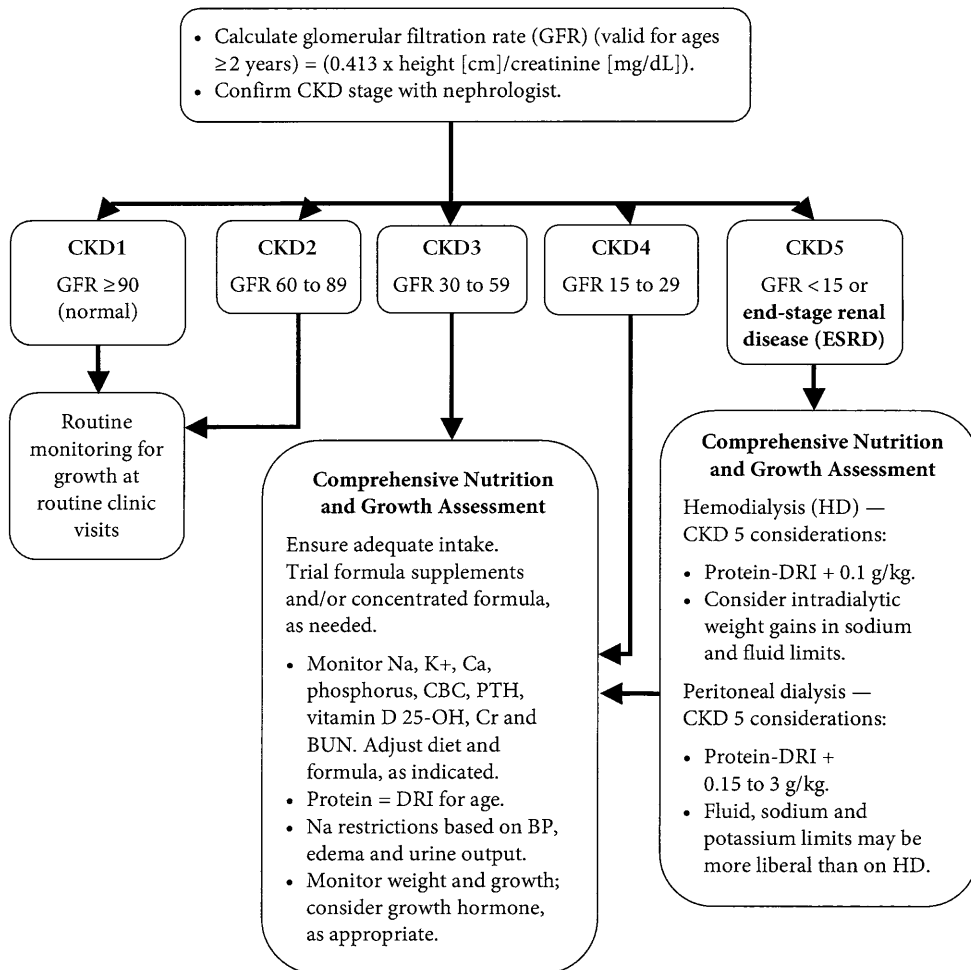 • Calculate glomerular filtration rate (GFR) (valid for ages
≥2 years) = (0.413 x height [cm]/creatinine [mg/dL]).
• Confirm CKD stage with nephrologist.
CKD1
GFR ≥90
(normal)
CKD2
GFR 60 to 89
CKD3
GFR 30 to 59
CKD4
GFR 15 to 29
CKD5
GFR <15 or
end-stage renal
disease (ESRD)
Routine
monitoring for
growth at
routine clinic
visits
Comprehensive Nutrition
and Growth Assessment
Ensure adequate intake.
Trial formula supplements
and/or concentrated formula,
as needed.
• Monitor Na, K+, Ca,
phosphorus, CBC, PTH,
vitamin D 25-OH, Cr and
BUN. Adjust diet and
formula, as indicated.
• Protein = DRI for age.
• Na restrictions based on BP,
edema and urine output.
• Monitor weight and growth;
consider growth hormone,
as appropriate.
Comprehensive Nutrition
and Growth Assessment
Hemodialysis (HD) —
CKD 5 considerations:
• Protein-DRI + 0.1 g/kg.
• Consider intradialytic
weight gains in sodium
and fluid limits.
Peritoneal dialysis —
CKD 5 considerations:
• Protein-DRI +
0.15 to 3 g/kg.
• Fluid, sodium and
potassium limits may be
more liberal than on HD.